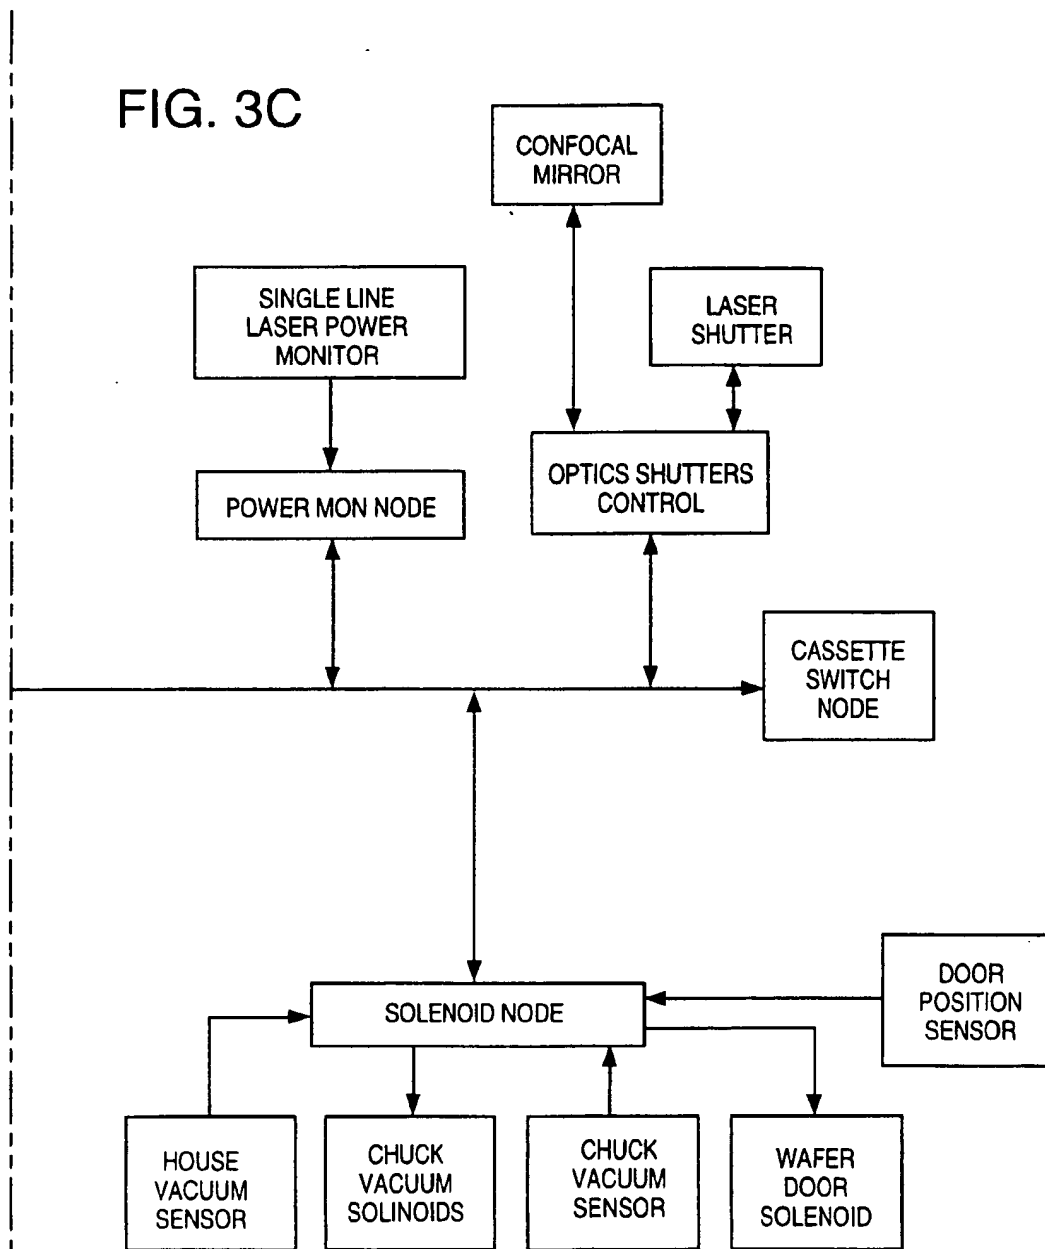 FIG. 3C
CONFOCAL
MIRROR
SINGLE LINE
LASER POWER
MONITOR
LASER
SHUTTER
POWER MON NODE
OPTICS SHUTTERS
CONTROL
CASSETTE
SWITCH
NODE
SOLENOID NODE
DOOR
POSITION
SENSOR
HOUSE
VACUUM
SENSOR
CHUCK
VACUUM
SOLINOIDS
CHUCK
VACUUM
SENSOR
WAFER
DOOR
SOLENOID